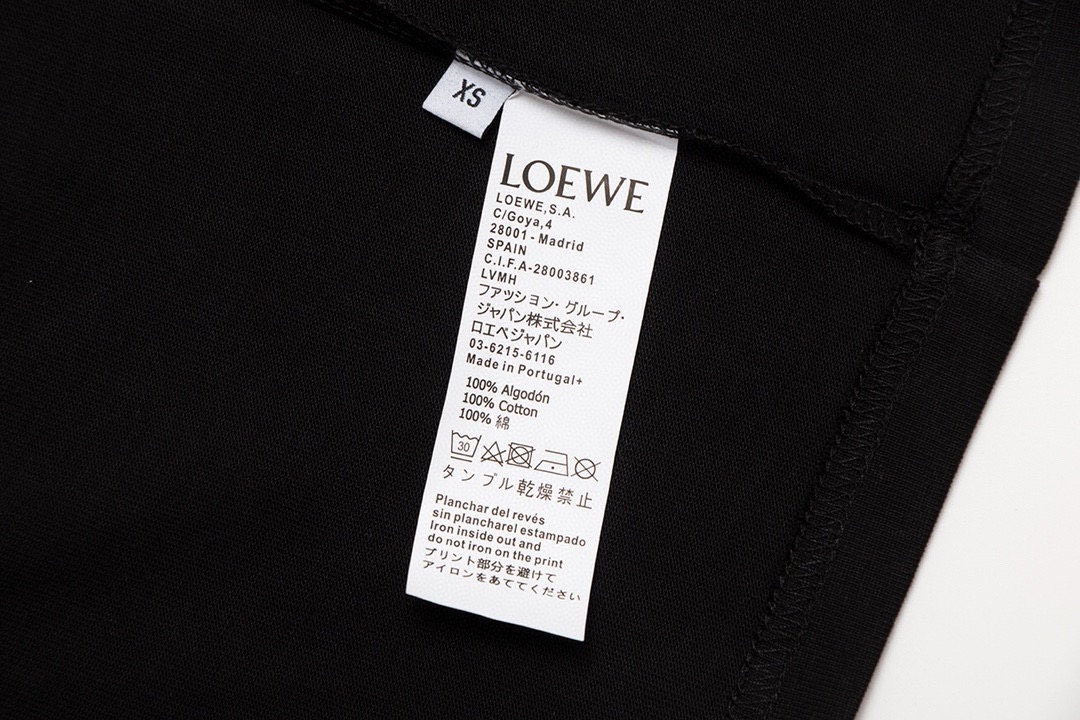 XS
LOEWE
LOEWE,S.A.
C/Goya,4
28001-Madrid
SPAIN
C.I.F.A-28003861
LVMH
ファッション・グループ・
ジャパン株式会社
ロエベジャパン
03-6215-6116
Made in Portugal+
100% Algodón
100% Cotton
100% 綿
30
タンブル乾燥禁止
Planchar del revés
sin plancharel estampado
Iron inside out and
do not iron on the print
プリント部分を避けて
アイロンをあててください